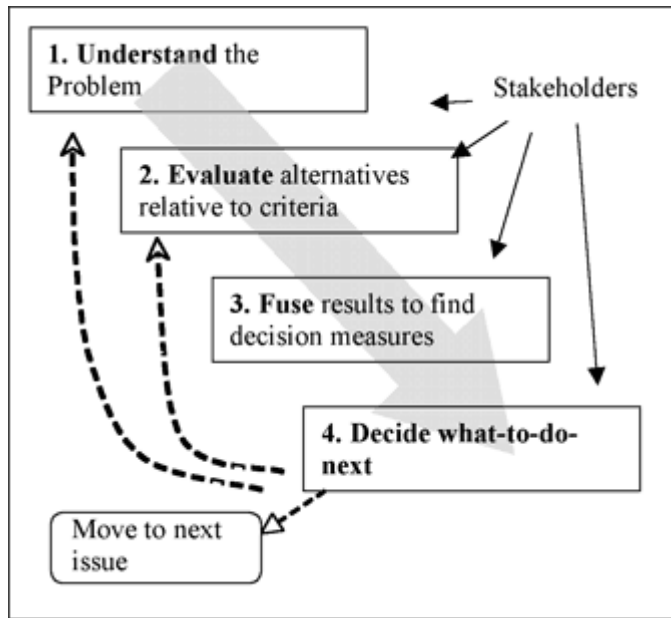 1. Understand the
Problem
Stakeholders
2. Evaluate alternatives
relative to criteria
3. Fuse results to find
decision measures
4. Decide what-to-do-
next
Move to next
issue